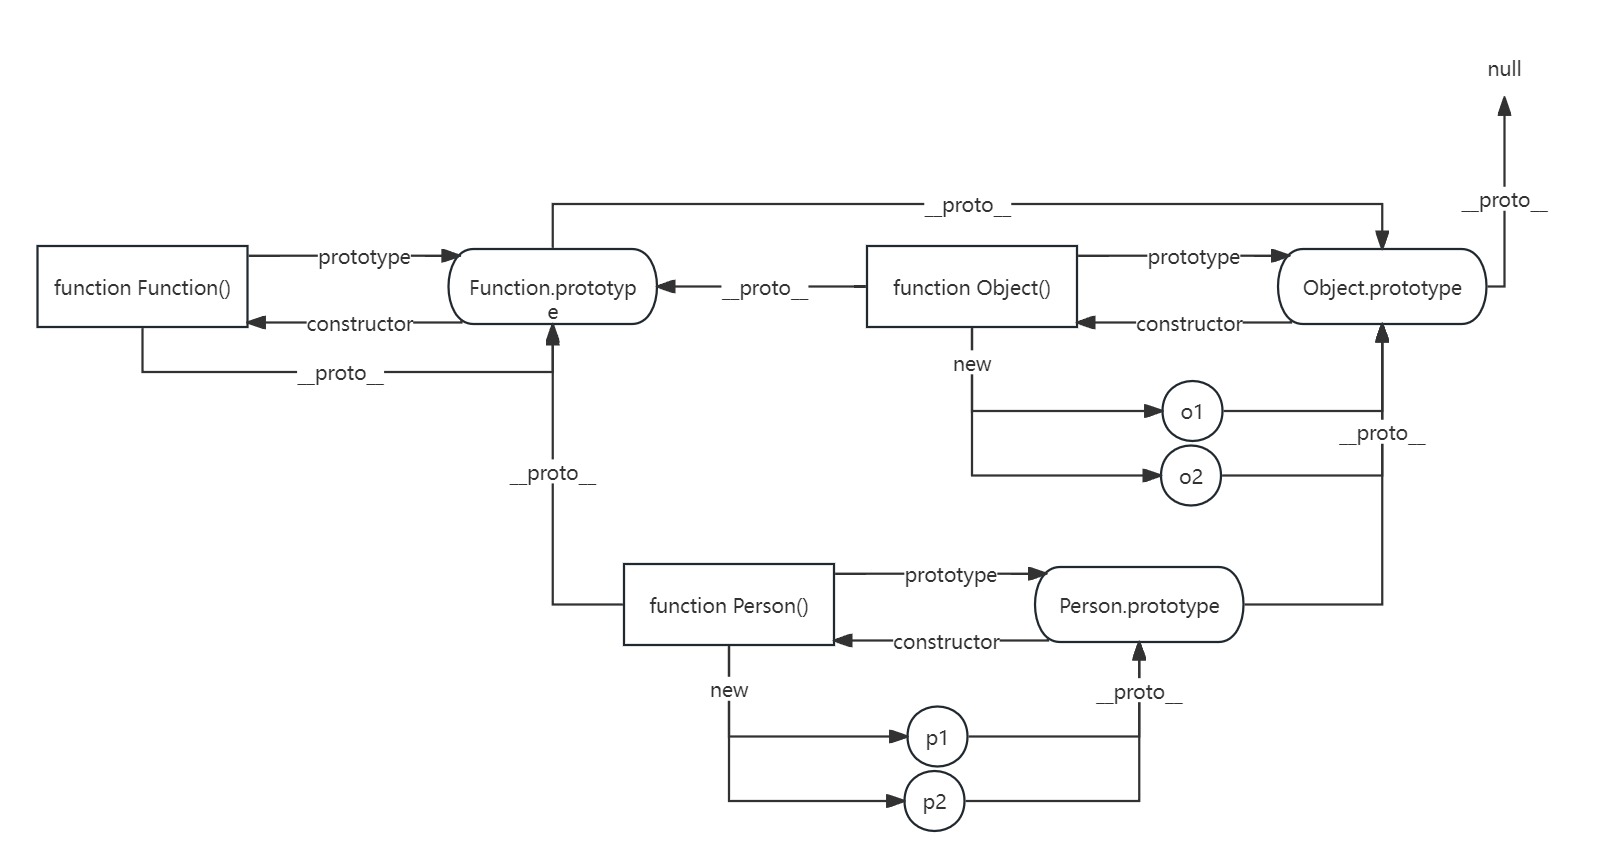 null
__proto__
__proto__
function Function()
prototype
constructor
Function.prototyp
e
__proto__
function Object()
prototype
constructor
Object.prototype
__proto__
new
o1
__proto__
o2
__proto__
function Person()
prototype
constructor
Person.prototype
new
__proto__
p1
p2